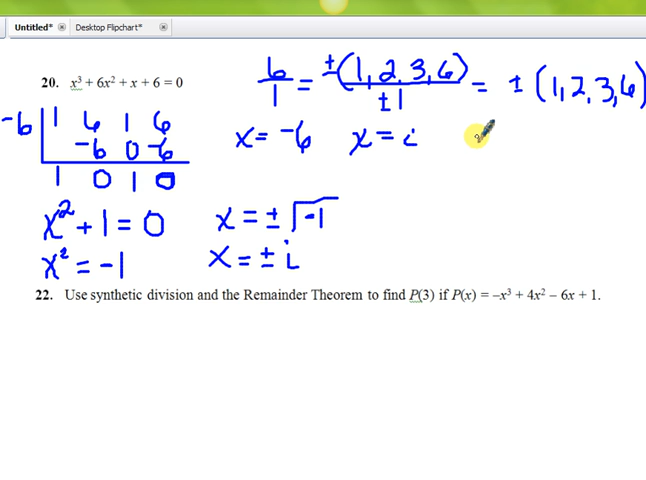 Untitled* Desktop Flipchart*
20. x³ + 6x² + x + 6 = 0
6/1 = ±(1, 2, 3, 6)/±1 = ±(1, 2, 3, 6)
-6 | 1 6 1 6
-6 0 -6
1 0 1 0
x = -6 x = i
x² + 1 = 0 x = ±√-1
x² = -1 x = ± i
22. Use synthetic division and the Remainder Theorem to find P(3) if P(x) = –x³ + 4x² – 6x + 1.